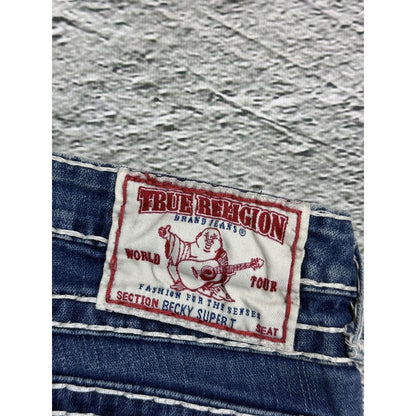 TRUE RELIGION
BRAND JEANS®
WORLD TOUR
FASHION FOR THE SENSES
SECTION BECKY SUPER T SEAT